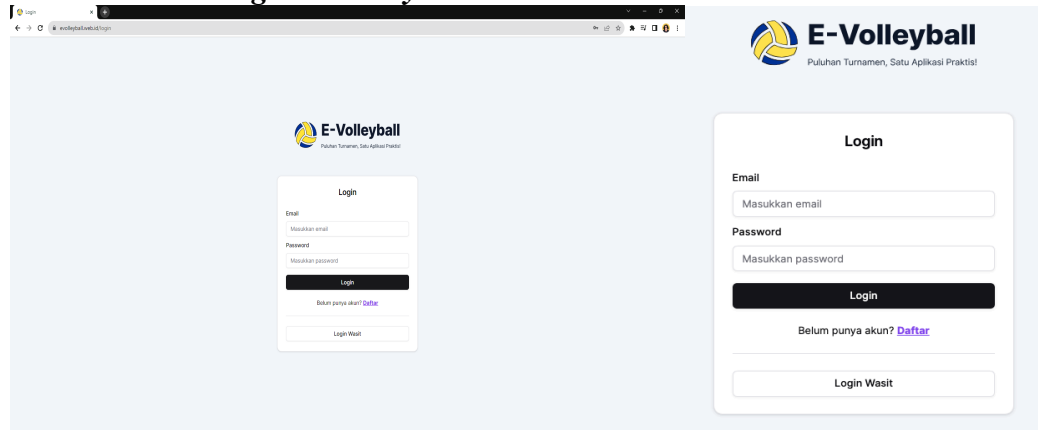 Login
evolleyball.web.id/login
E-Volleyball
Puluhan Turnamen, Satu Aplikasi Praktis!
Login
Email
Masukkan email
Password
Masukkan password
Login
Belum punya akun? Daftar
Login Wasit
E-Volleyball
Puluhan Turnamen, Satu Aplikasi Praktis!
Login
Email
Masukkan email
Password
Masukkan password
Login
Belum punya akun? Daftar
Login Wasit